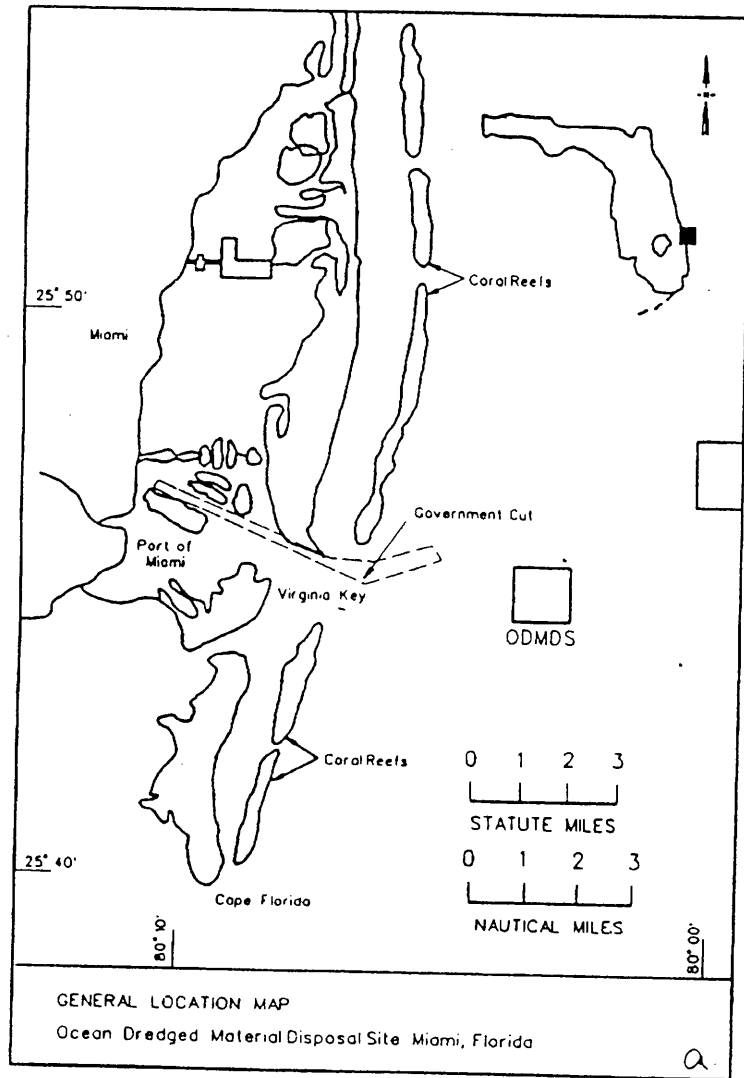 Coral Reefs
25° 50'
Miami
Government Cut
Port of
Miami
Virginia Key
ODMDS
Coral Reefs
0 1 2 3
STATUTE MILES
0 1 2 3
NAUTICAL MILES
25° 40'
Cape Florida
80° 10'
80° 00'
GENERAL LOCATION MAP
Ocean Dredged Material Disposal Site Miami, Florida
a